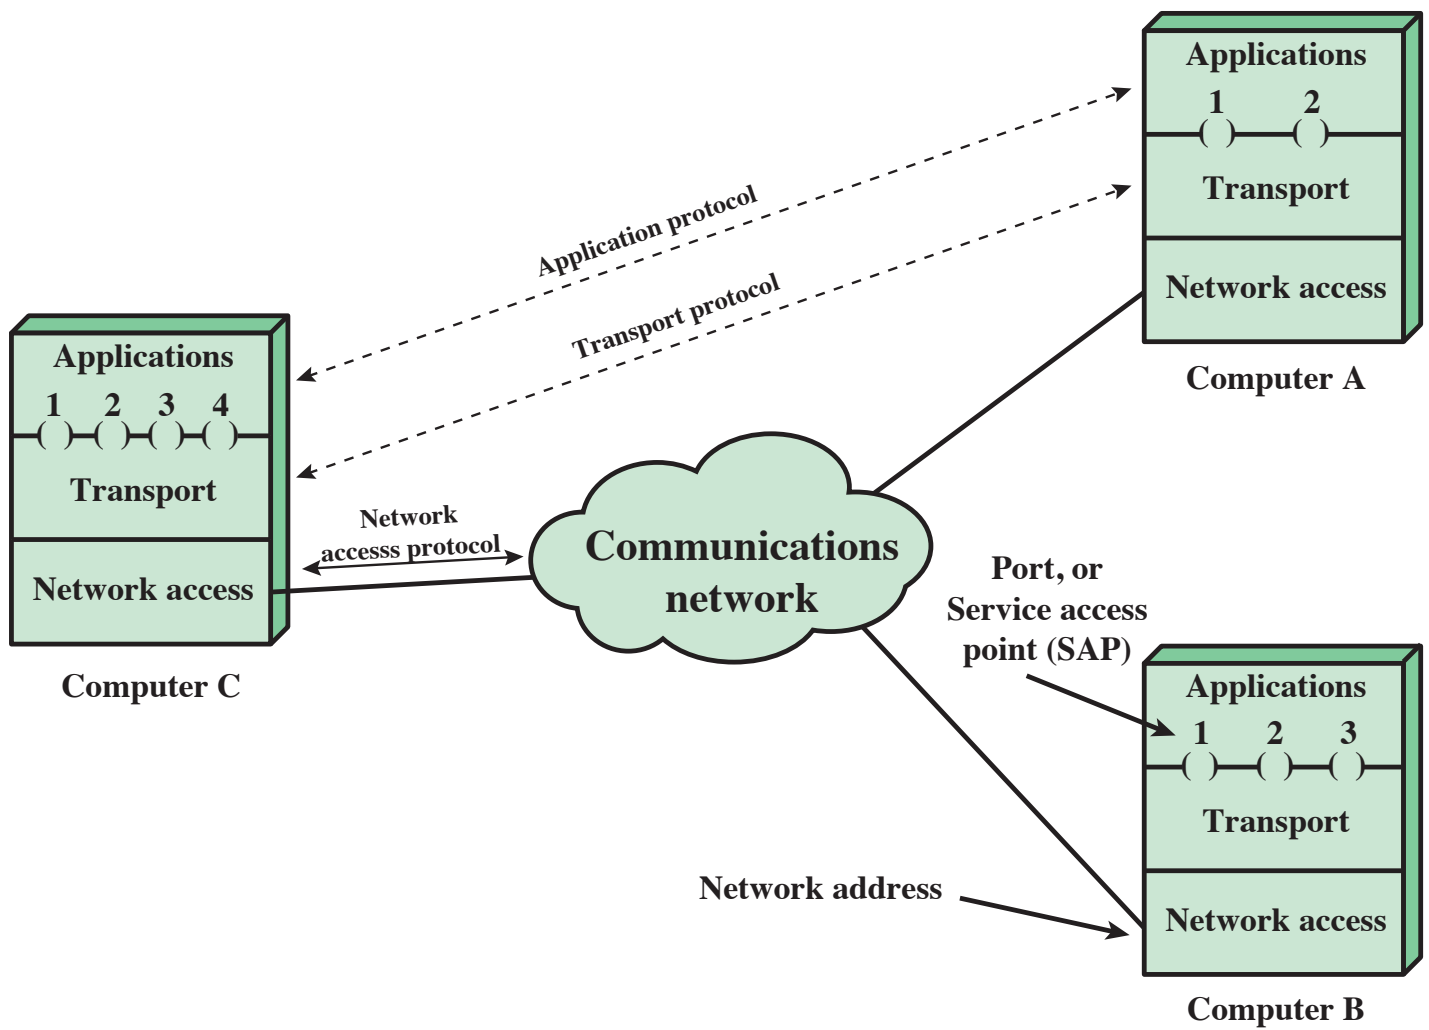 Applications
1 2
Transport
Network access
Computer A
Application protocol
Transport protocol
Applications
1 2 3 4
Transport
Network access
Computer C
Network
accesss protocol
Communications
network
Port, or
Service access
point (SAP)
Applications
1 2 3
Transport
Network access
Computer B
Network address